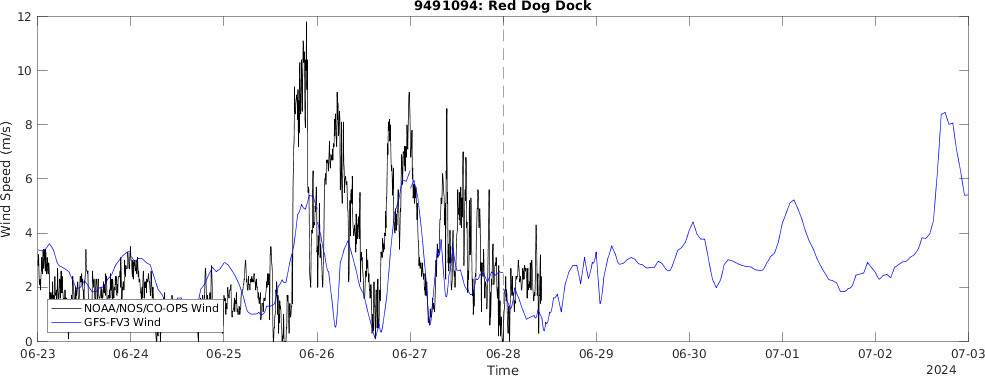 9491094: Red Dog Dock
Wind Speed (m/s)
12
10
8
6
4
2
0
NOAA/NOS/CO-OPS Wind
GFS-FV3 Wind
06-23 06-24 06-25 06-26 06-27 06-28 06-29 06-30 07-01 07-02 07-03
Time
2024